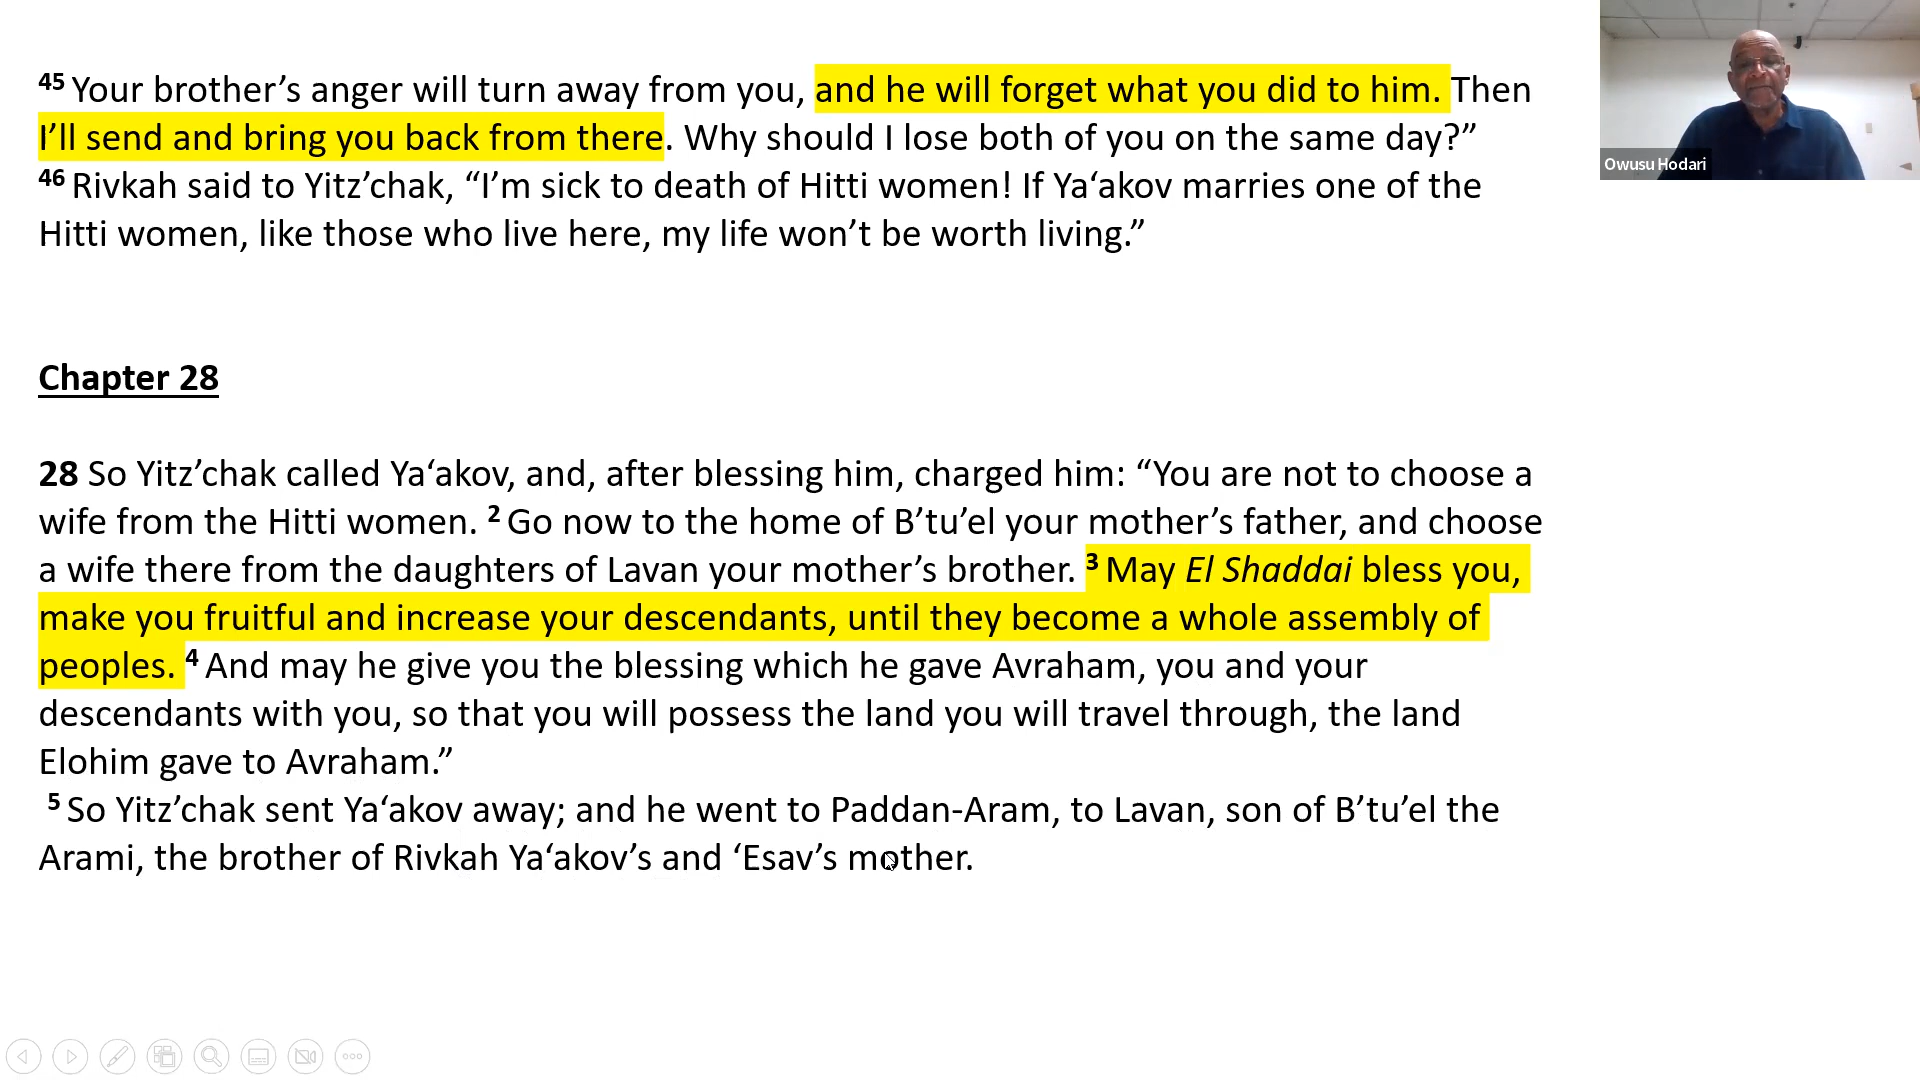 45 Your brother’s anger will turn away from you, and he will forget what you did to him. Then
I’ll send and bring you back from there. Why should I lose both of you on the same day?”
46 Rivkah said to Yitz’chak, “I’m sick to death of Hitti women! If Ya‘akov marries one of the
Hitti women, like those who live here, my life won’t be worth living.”
Chapter 28
28 So Yitz’chak called Ya‘akov, and, after blessing him, charged him: “You are not to choose a
wife from the Hitti women. 2 Go now to the home of B’tu’el your mother’s father, and choose
a wife there from the daughters of Lavan your mother’s brother. 3 May El Shaddai bless you,
make you fruitful and increase your descendants, until they become a whole assembly of
peoples. 4 And may he give you the blessing which he gave Avraham, you and your
descendants with you, so that you will possess the land you will travel through, the land
Elohim gave to Avraham.”
5 So Yitz’chak sent Ya‘akov away; and he went to Paddan-Aram, to Lavan, son of B’tu’el the
Arami, the brother of Rivkah Ya‘akov’s and ‘Esav’s mother.
Owusu Hodari